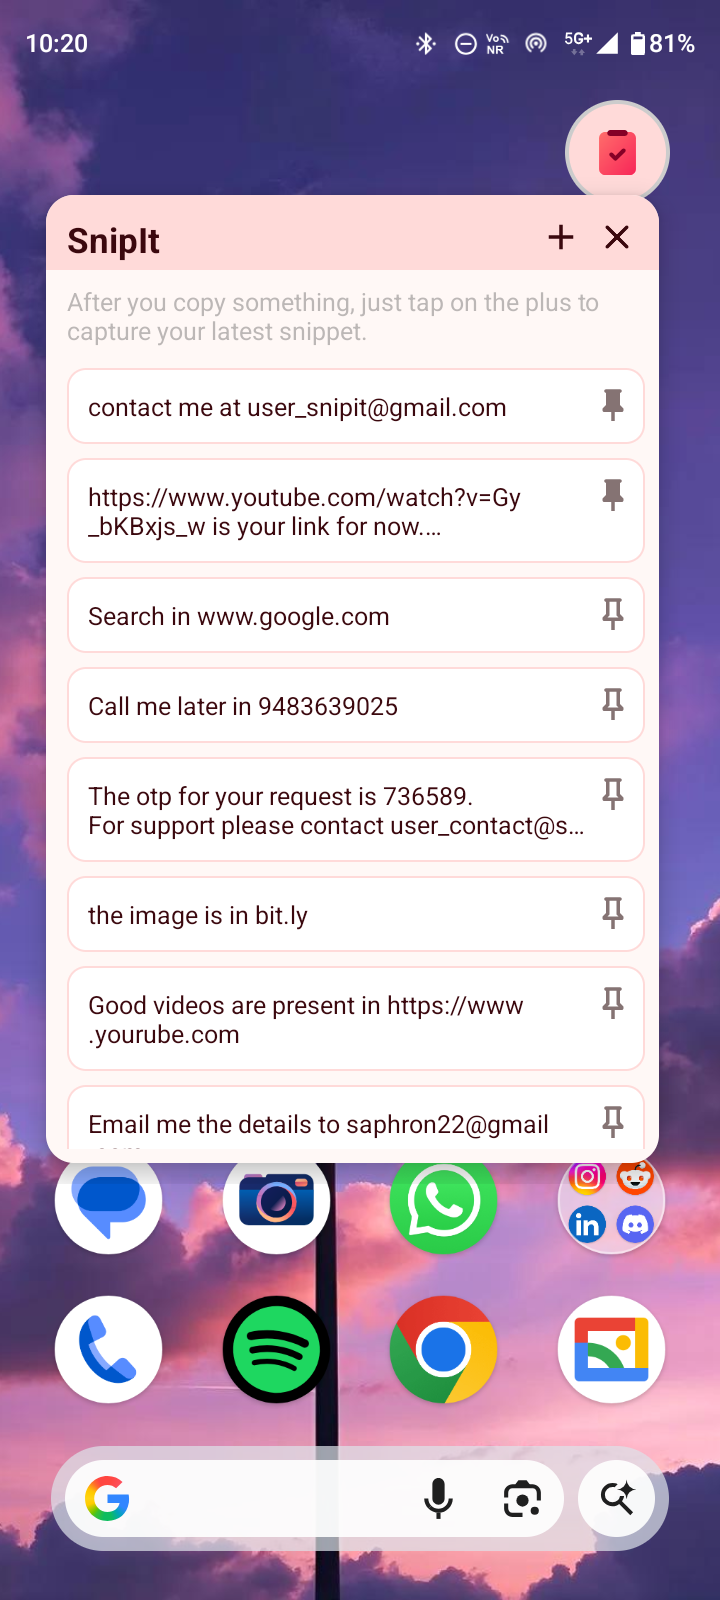 10:20
Vo
NR
5G+
81%
SnipIt
After you copy something, just tap on the plus to
capture your latest snippet.
contact me at user_snipit@gmail.com
https://www.youtube.com/watch?v=Gy
_bKBxjs_w is your link for now....
Search in www.google.com
Call me later in 9483639025
The otp for your request is 736589.
For support please contact user_contact@s...
the image is in bit.ly
Good videos are present in https://www
.yourube.com
Email me the details to saphron22@gmail
in